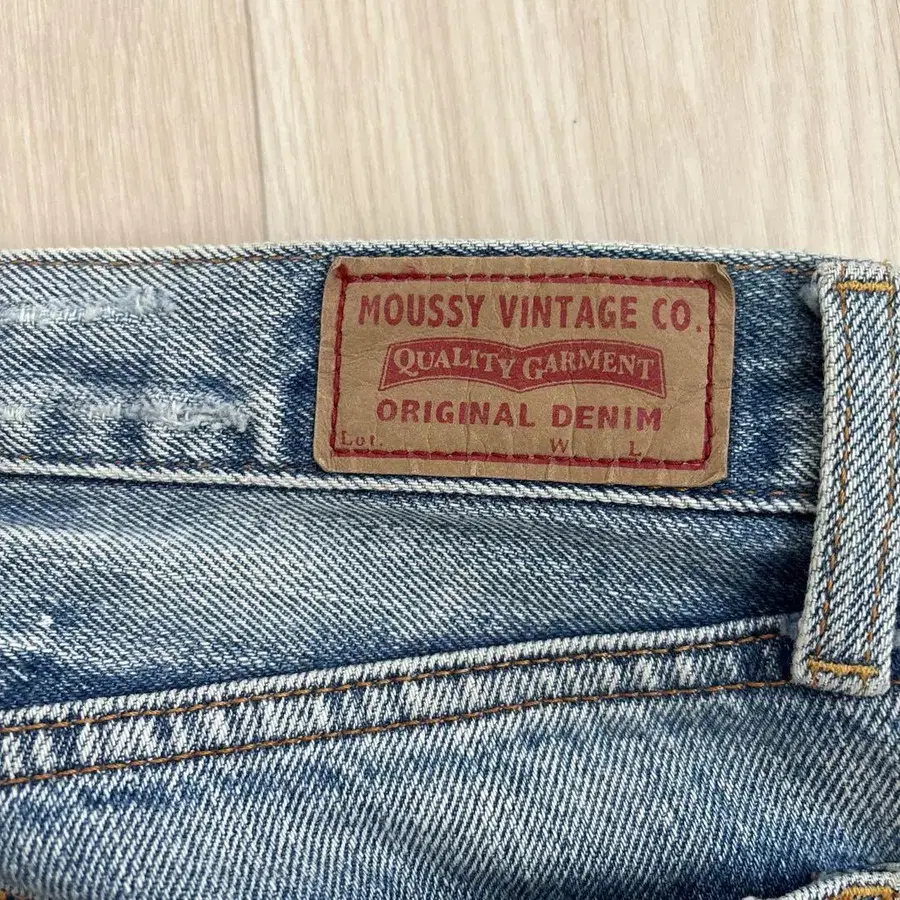 MOUSSY VINTAGE CO.
QUALITY GARMENT
ORIGINAL DENIM
Lot. W L